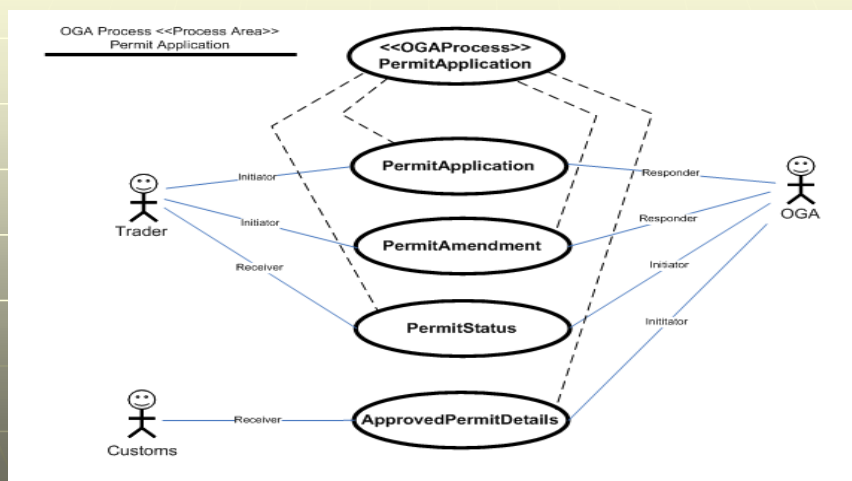 OGA Process <<Process Area>>
Permit Application
<<OGAProcess>>
PermitApplication
PermitApplication
Initiator
Responder
Trader
OGA
Initiator
PermitAmendment
Responder
Receiver
Initiator
PermitStatus
Inititator
Customs
Receiver
ApprovedPermitDetails